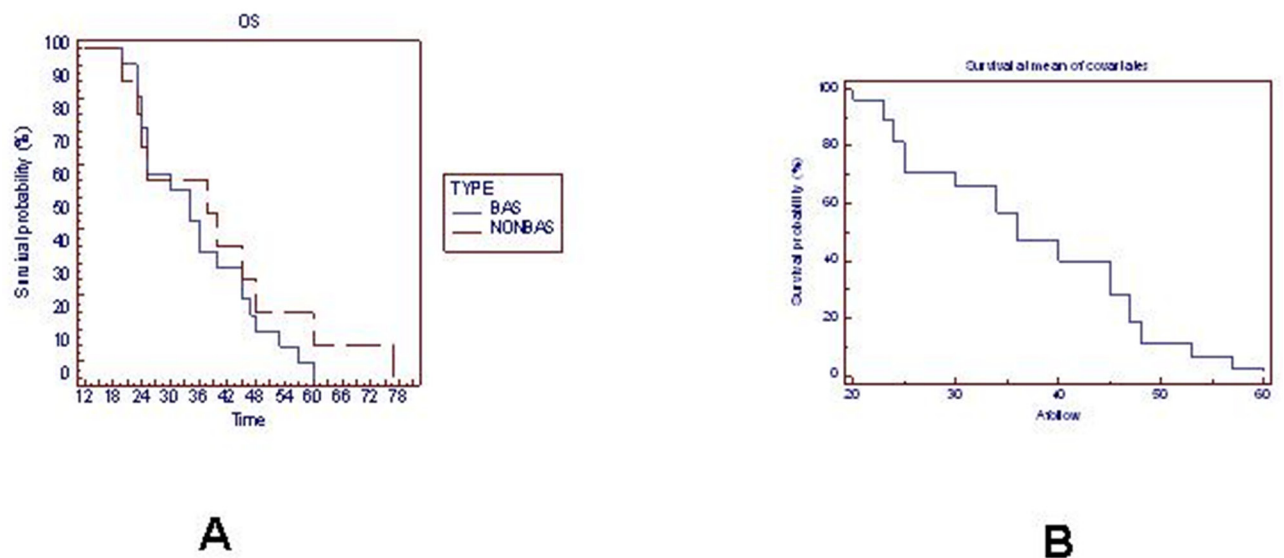 OS
Survival probability (%)
100
90
80
70
60
50
40
30
20
10
0
12 18 24 30 36 42 48 54 60 66 72 78
Time
TYPE
BAS
NONBAS
A
Survival at mean of covariates
Survival probability (%)
100
80
60
40
20
0
20 30 40 50 60
B